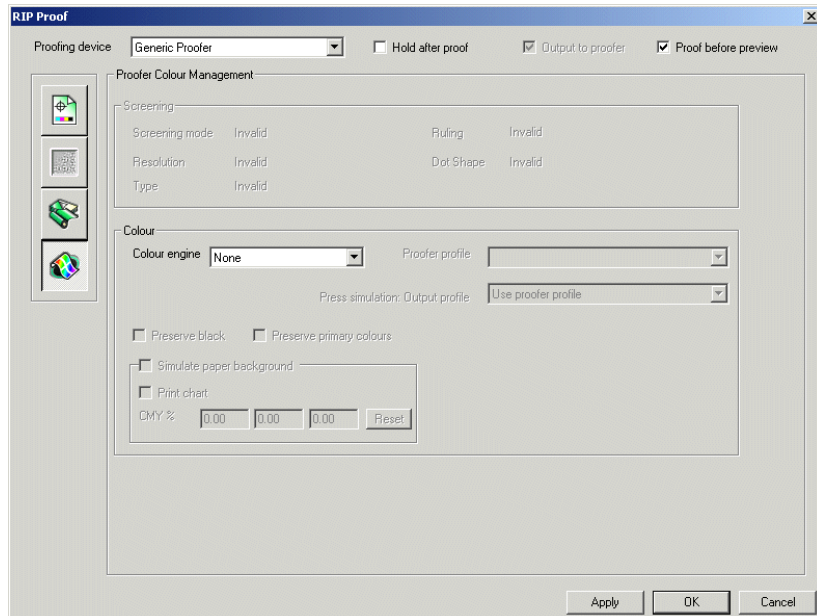 RIP Proof
Proofing device Generic Proofer Hold after proof Output to proofer Proof before preview
Proofer Colour Management
Screening
Screening mode Invalid Ruling Invalid
Resolution Invalid Dot Shape Invalid
Type Invalid
Colour
Colour engine None Proofer profile
Press simulation: Output profile Use proofer profile
Preserve black Preserve primary colours
Simulate paper background
Print chart
CMY % 0.00 0.00 0.00 Reset
Apply OK Cancel